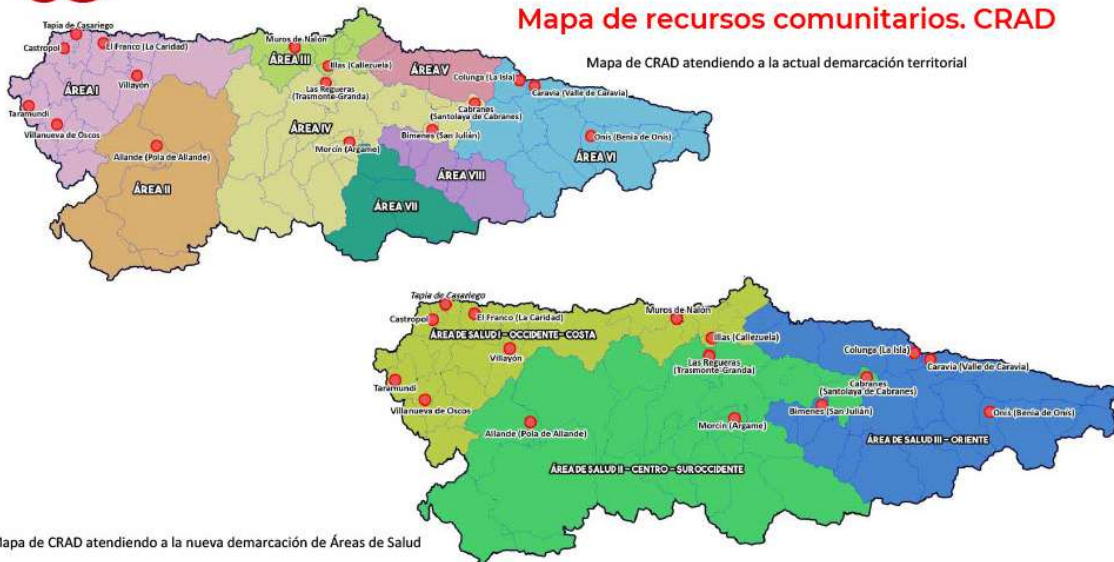 Mapa de recursos comunitarios. CRAD
Mapa de CRAD atendiendo a la actual demarcación territorial
Tapia de Casariego
Castropol
El Franco (La Caridad)
Muros de Nalón
ÁREA III
Illas (Callezuela)
ÁREA V
Colunga (La Isla)
Caravia (Valle de Caravia)
ÁREA I
Villayón
Las Regueras
(Trasmonte-Granda)
Cabranes
(Santolaya de Cabranes)
Taramundi
Villanueva de Oscos
ÁREA IV
Bimenes (San Julián)
Onís (Benia de Onís)
Allande (Pola de Allande)
Morcín (Argame)
ÁREA VI
ÁREA VIII
ÁREA II
ÁREA VII
Tapia de Casariego
Castropol
El Franco (La Caridad)
Muros de Nalón
ÁREA DE SALUD I - OCCIDENTE- COSTA
Illas (Callezuela)
Villayón
Las Regueras
(Trasmonte-Granda)
Colunga (La Isla)
Caravia (Valle de Caravia)
Taramundi
Cabranes
(Santolaya de Cabranes)
Villanueva de Oscos
Bimenes (San Julián)
Onís (Benia de Onís)
Allande (Pola de Allande)
Morcín (Argame)
ÁREA DE SALUD III - ORIENTE
ÁREA DE SALUD II - CENTRO - SUROCCIDENTE
Mapa de CRAD atendiendo a la nueva demarcación de Áreas de Salud